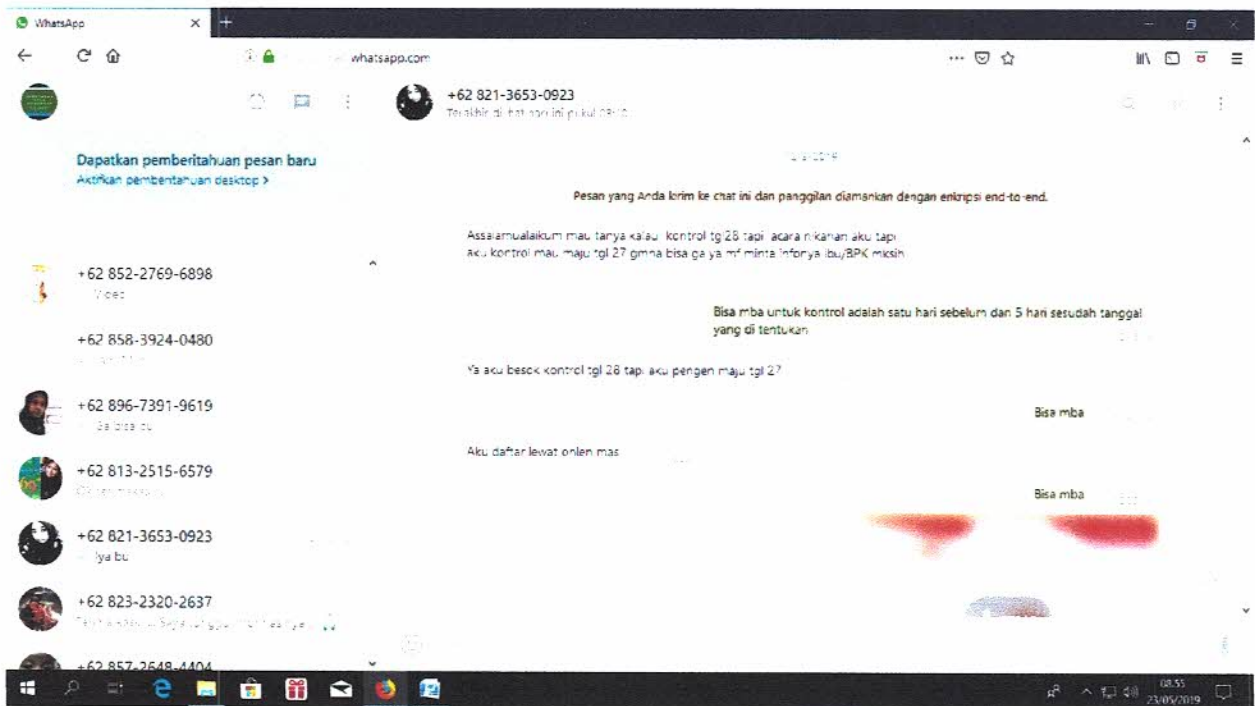 WhatsApp
whatsapp.com
+62 821-3653-0923
Dapatkan pemberitahuan pesan baru
Aktifkan pemberitahuan desktop >
Pesan yang Anda kirim ke chat ini dan panggilan diamankan dengan enkripsi end-to-end.
Assalamualaikum mau tanya kalau kontrol tgl 28 tapi acara nikahan aku tapi
aku kontrol mau maju tgl 27 gmna bisa ga ya mf minta infonya ibu/BPK mksih
Bisa mba untuk kontrol adalah satu hari sebelum dan 5 hari sesudah tanggal
yang di tentukan
Ya aku besok kontrol tgl 28 tapi aku pengen maju tgl 27
Bisa mba
Aku daftar lewat onlen mas
Bisa mba
+62 852-2769-6898
Video
+62 858-3924-0480
+62 896-7391-9619
+62 813-2515-6579
+62 821-3653-0923
Iya bu
+62 823-2320-2637
+62 857-2648-4404
08.55
23/05/2019